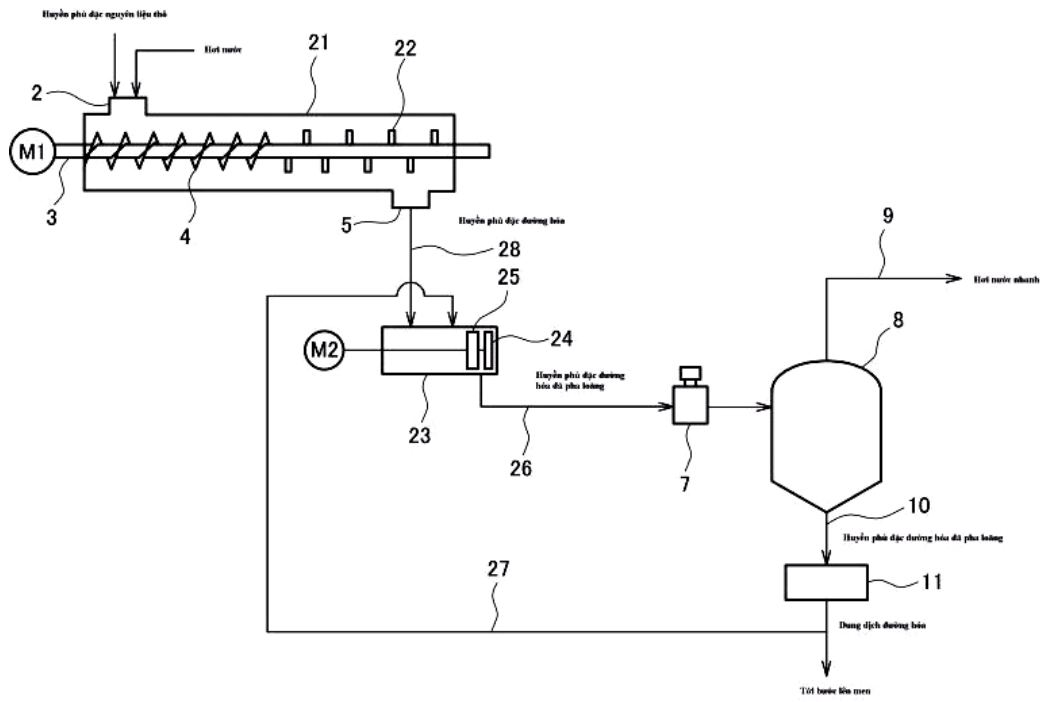 Huyền phù đặc nguyên liệu thô
Hơi nước
21
22
2
M1
3
4
5
Huyền phù đặc đường hóa
28
9
Hơi nước nhanh
25
8
M2
24
Huyền phù đặc đường
hóa đã pha loãng
23
26
7
10
Huyền phù đặc đường hóa đã pha loãng
27
11
Dung dịch đường hóa
Tới bước lên men